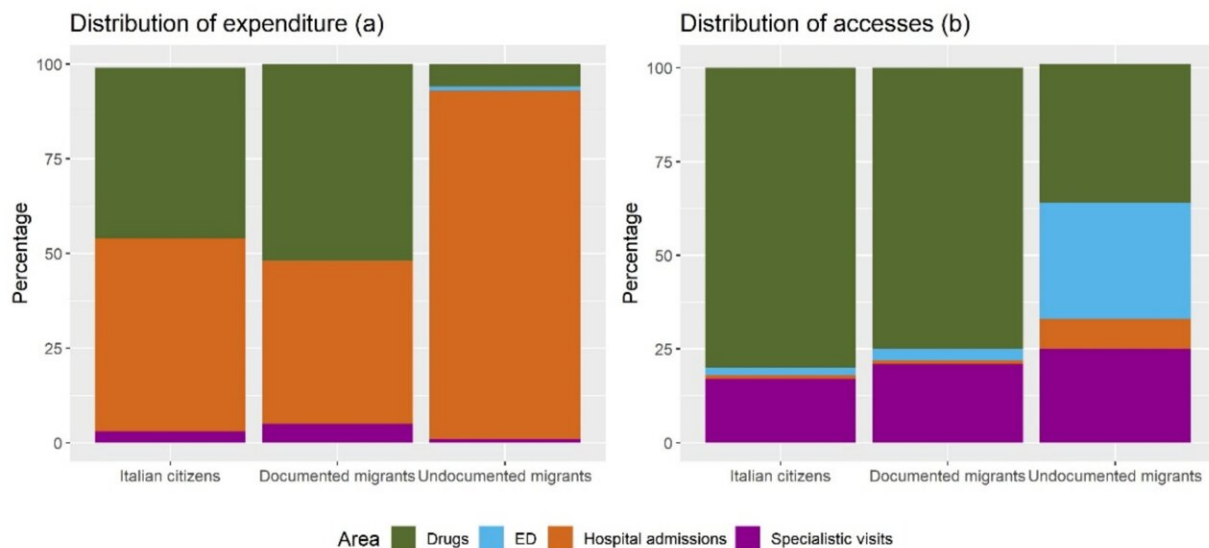 Distribution of expenditure (a)
Percentage
100
75
50
25
0
Italian citizens
Documented migrants
Undocumented migrants
Distribution of accesses (b)
Percentage
100
75
50
25
0
Italian citizens
Documented migrants
Undocumented migrants
Area Drugs ED Hospital admissions Specialistic visits